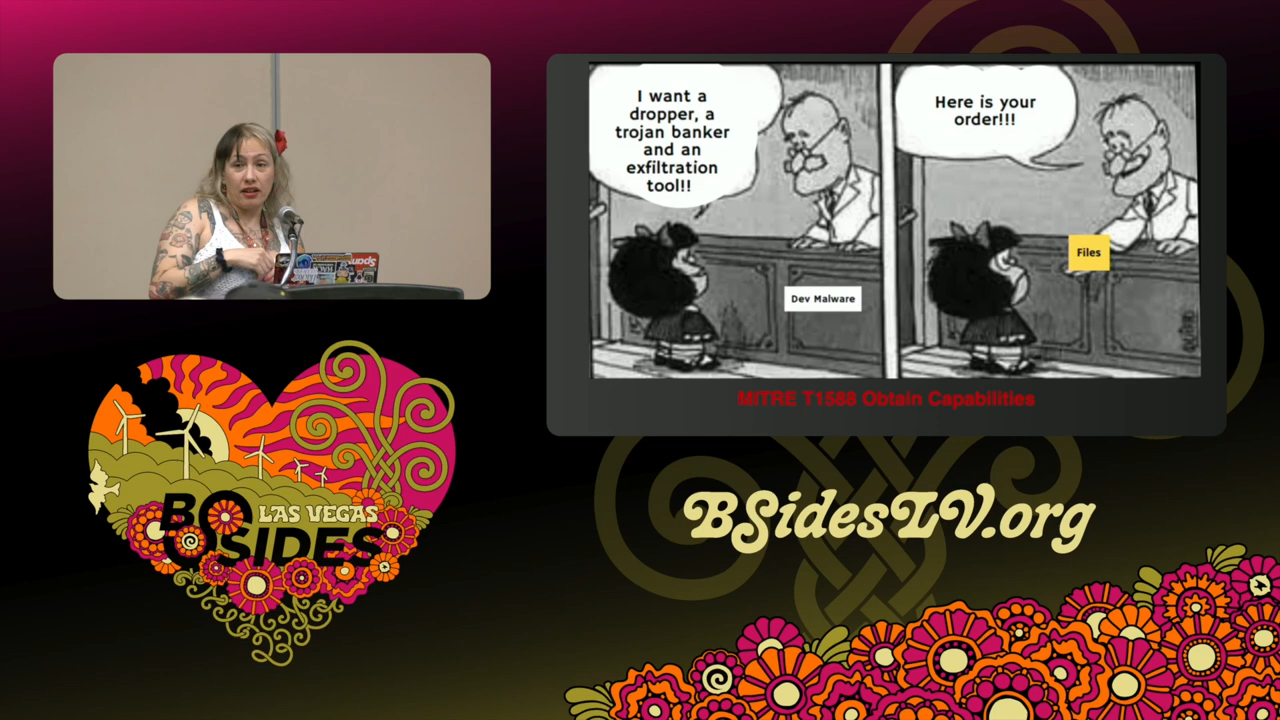 I want a
dropper, a
trojan banker
and an
exfiltration
tool!!
Dev Malware
Here is your
order!!!
Files
MITRE T1588 Obtain Capabilities
LAS VEGAS
BSIDES
BSidesLV.org